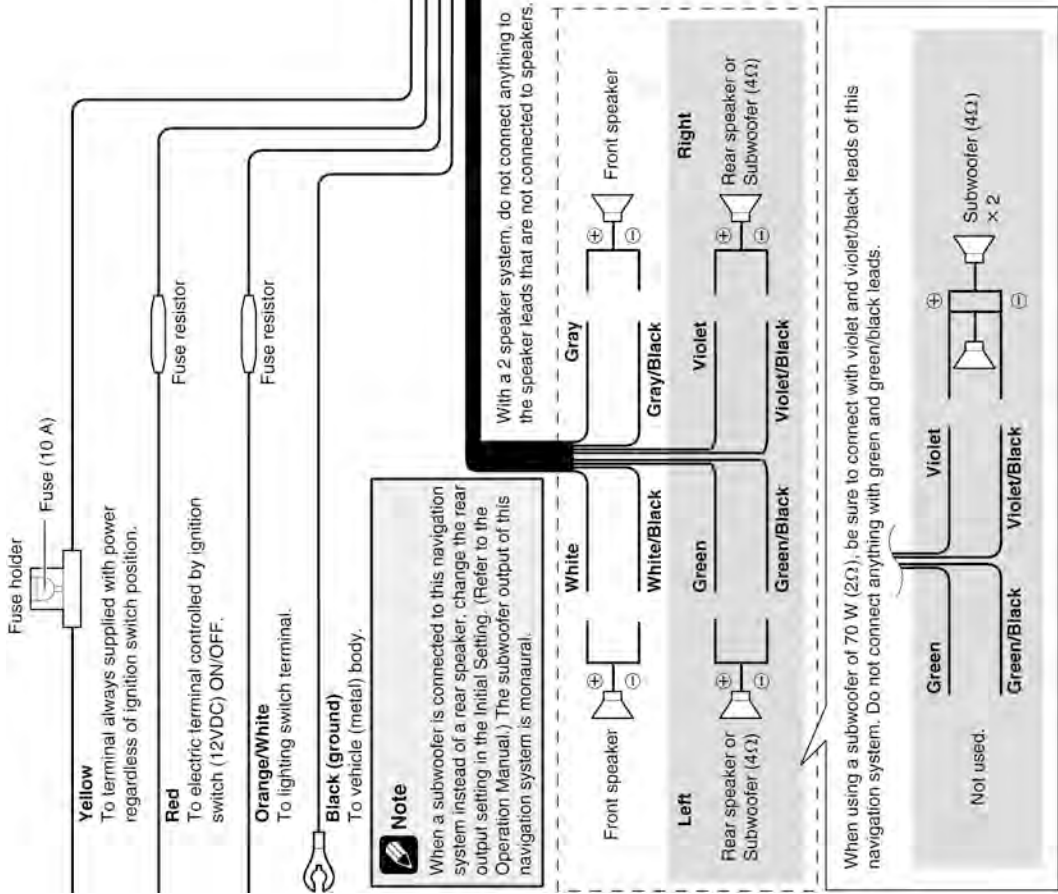 Fuse holder
Fuse (10 A)
Yellow
To terminal always supplied with power
regardless of ignition switch position.
Fuse resistor
Red
To electric terminal controlled by ignition
switch (12VDC) ON/OFF.
Fuse resistor
Orange/White
To lighting switch terminal.
Black (ground)
To vehicle (metal) body.
Note
When a subwoofer is connected to this navigation
system instead of a rear speaker, change the rear
output setting in the Initial Setting. (Refer to the
Operation Manual.) The subwoofer output of this
navigation system is monaural.
With a 2 speaker system, do not connect anything to
the speaker leads that are not connected to speakers.
White
Gray
Front speaker
⊕
⊖
⊕
⊖
Front speaker
White/Black
Gray/Black
Left
Right
Green
Violet
Rear speaker or
Subwoofer (4Ω)
⊕
⊖
⊕
⊖
Rear speaker or
Subwoofer (4Ω)
Green/Black
Violet/Black
When using a subwoofer of 70 W (2Ω), be sure to connect with violet and violet/black leads of this
navigation system. Do not connect anything with green and green/black leads.
Green
Violet
⊕
Not used.
Subwoofer (4Ω)
× 2
⊖
Green/Black
Violet/Black